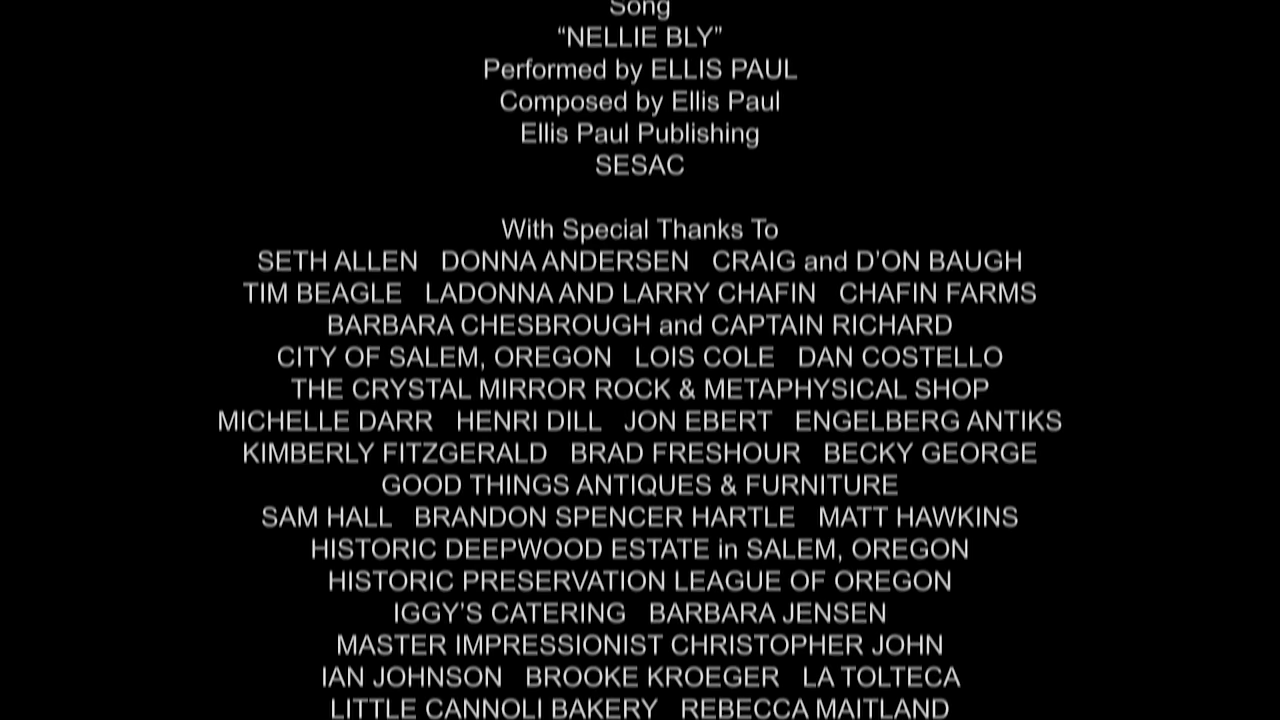 Song
“NELLIE BLY”
Performed by ELLIS PAUL
Composed by Ellis Paul
Ellis Paul Publishing
SESAC
With Special Thanks To
SETH ALLEN DONNA ANDERSEN CRAIG and D’ON BAUGH
TIM BEAGLE LADONNA AND LARRY CHAFIN CHAFIN FARMS
BARBARA CHESBROUGH and CAPTAIN RICHARD
CITY OF SALEM, OREGON LOIS COLE DAN COSTELLO
THE CRYSTAL MIRROR ROCK & METAPHYSICAL SHOP
MICHELLE DARR HENRI DILL JON EBERT ENGELBERG ANTIKS
KIMBERLY FITZGERALD BRAD FRESHOUR BECKY GEORGE
GOOD THINGS ANTIQUES & FURNITURE
SAM HALL BRANDON SPENCER HARTLE MATT HAWKINS
HISTORIC DEEPWOOD ESTATE in SALEM, OREGON
HISTORIC PRESERVATION LEAGUE OF OREGON
IGGY’S CATERING BARBARA JENSEN
MASTER IMPRESSIONIST CHRISTOPHER JOHN
IAN JOHNSON BROOKE KROEGER LA TOLTECA
LITTLE CANNOLI BAKERY REBECCA MAITLAND